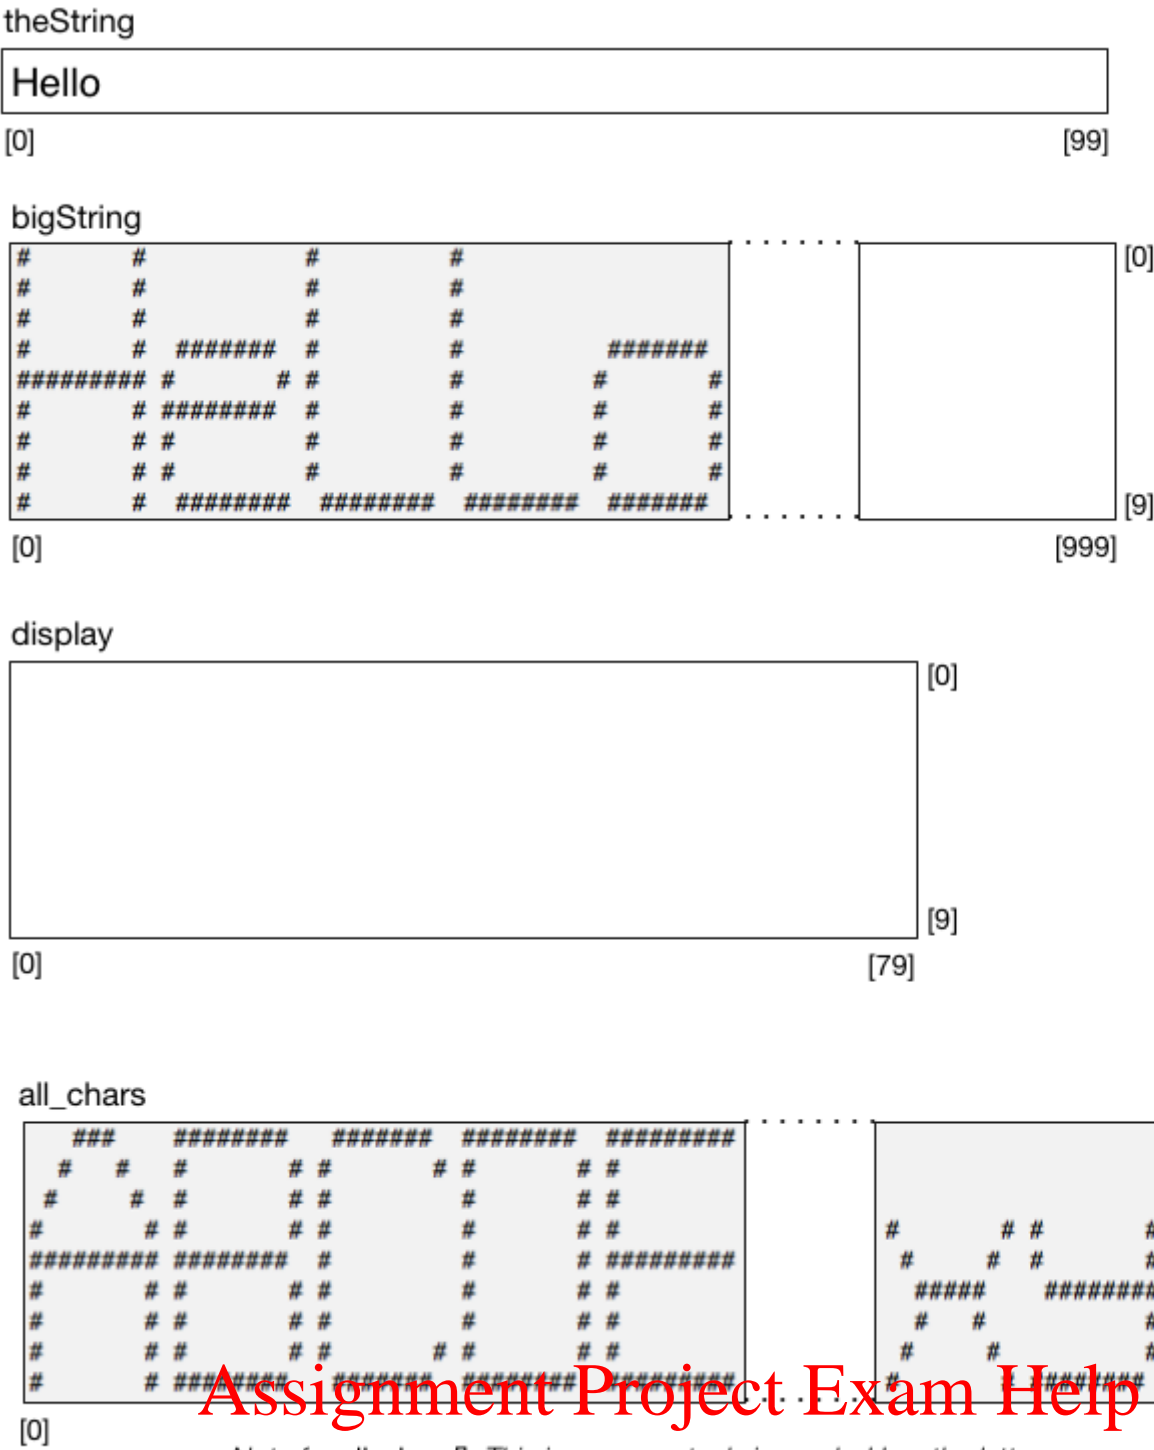 theString
Hello
[0] [99]
bigString
# # # # [0]
# # # #
# # # #
# # ####### # # #######
######### # # # # # #
# # ######## # # # #
# # # # # # #
# # # # # # #
# # ######## ######## ######## ####### [9]
[0] [999]
display
[0]
[9]
[0] [79]
all_chars
### ######## ####### ######## #########
# # # # # # # # #
# # # # # # # #
# # # # # # # # # # # #
######### ######## # # ######### # # # #
# # # # # # # # ##### ########
# # # # # # # # # # #
# # # # # # # # # # # #
# # ######## ####### ######## ######### # # ########
Assignment Project Exam Help
[0]